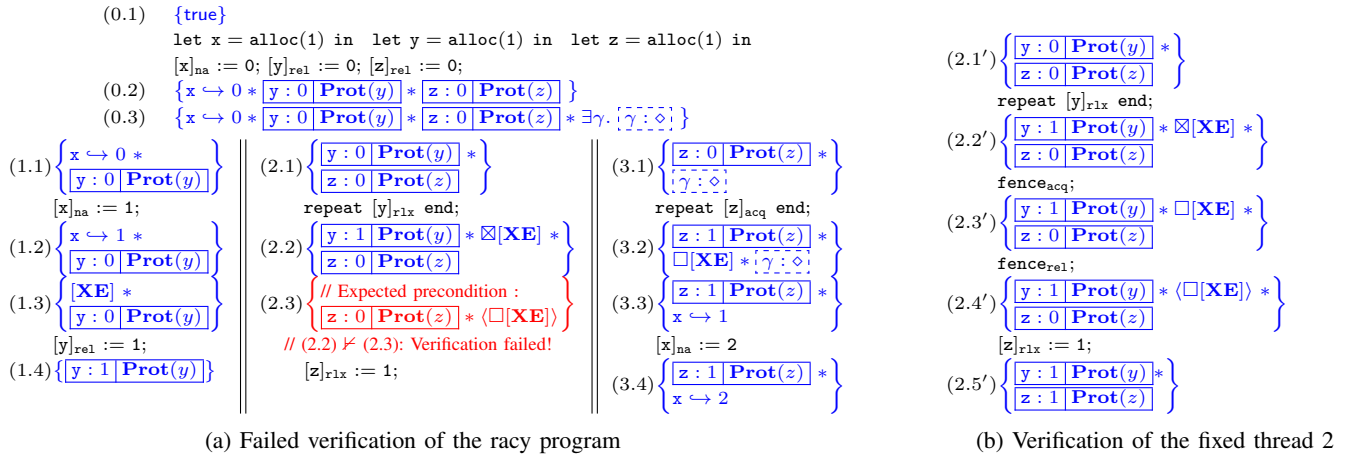 (0.1) {true}
let x = alloc(1) in let y = alloc(1) in let z = alloc(1) in
[x]na := 0; [y]rel := 0; [z]rel := 0;
(0.2) {x ↪ 0 * y : 0 | Prot(y) * z : 0 | Prot(z) }
(0.3) {x ↪ 0 * y : 0 | Prot(y) * z : 0 | Prot(z) * ∃γ. γ : ⋄ }
(1.1) { x ↪ 0 *
y : 0 | Prot(y) }
[x]na := 1;
(1.2) { x ↪ 1 *
y : 0 | Prot(y) }
(1.3) { [XE] *
y : 0 | Prot(y) }
[y]rel := 1;
(1.4) { y : 1 | Prot(y) }
(2.1) { y : 0 | Prot(y) *
z : 0 | Prot(z) }
repeat [y]rlx end;
(2.2) { y : 1 | Prot(y) * ⊠[XE] *
z : 0 | Prot(z) }
(2.3) { // Expected precondition :
z : 0 | Prot(z) * ⟨□[XE]⟩ }
// (2.2) ⊬ (2.3): Verification failed!
[z]rlx := 1;
(3.1) { z : 0 | Prot(z) *
γ : ⋄ }
repeat [z]acq end;
(3.2) { z : 1 | Prot(z) *
□[XE] * γ : ⋄ }
(3.3) { z : 1 | Prot(z) *
x ↪ 1 }
[x]na := 2
(3.4) { z : 1 | Prot(z) *
x ↪ 2 }
(a) Failed verification of the racy program
(2.1′) { y : 0 | Prot(y) *
z : 0 | Prot(z) }
repeat [y]rlx end;
(2.2′) { y : 1 | Prot(y) * ⊠[XE] *
z : 0 | Prot(z) }
fenceacq;
(2.3′) { y : 1 | Prot(y) * □[XE] *
z : 0 | Prot(z) }
fencerel;
(2.4′) { y : 1 | Prot(y) * ⟨□[XE]⟩ *
z : 0 | Prot(z) }
[z]rlx := 1;
(2.5′) { y : 1 | Prot(y) *
z : 1 | Prot(z) }
(b) Verification of the fixed thread 2